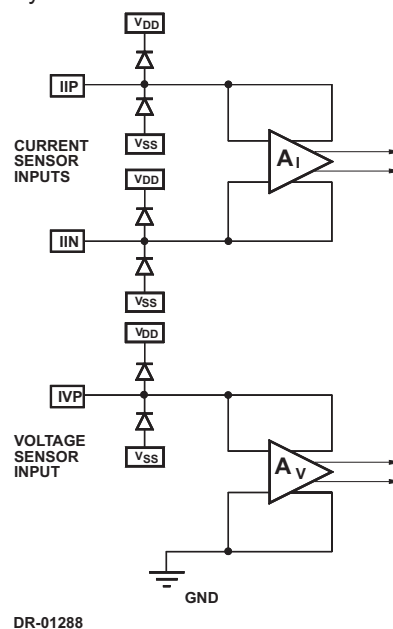 VDD
IIP
CURRENT
SENSOR
INPUTS
VSS
VDD
AI
IIN
VSS
VDD
IVP
VOLTAGE
SENSOR
INPUT
VSS
AV
GND
DR-01288